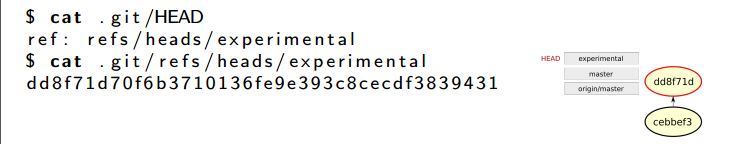 $ cat .git/HEAD
ref: refs/heads/experimental
$ cat .git/refs/heads/experimental
dd8f71d70f6b3710136fe9e393c8cecdf3839431
HEAD experimental
master
origin/master
dd8f71d
cebbef3